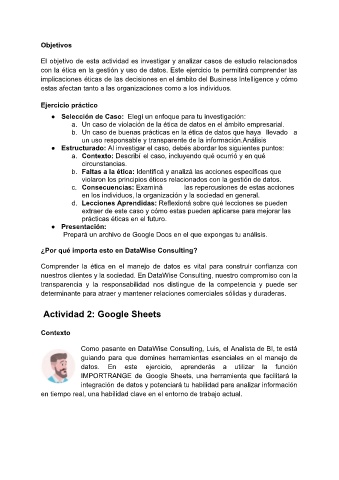 Objetivos
El objetivo de esta actividad es investigar y analizar casos de estudio relacionados
con la ética en la gestión y uso de datos. Este ejercicio te permitirá comprender las
implicaciones éticas de las decisiones en el ámbito del Business Intelligence y cómo
estas afectan tanto a las organizaciones como a los individuos.
Ejercicio práctico
● Selección de Caso: Elegí un enfoque para tu investigación:
a. Un caso de violación de la ética de datos en el ámbito empresarial.
b. Un caso de buenas prácticas en la ética de datos que haya llevado a
un uso responsable y transparente de la información.Análisis
● Estructurado: Al investigar el caso, debés abordar los siguientes puntos:
a. Contexto: Describí el caso, incluyendo qué ocurrió y en qué
circunstancias.
b. Faltas a la ética: Identificá y analizá las acciones específicas que
violaron los principios éticos relacionados con la gestión de datos.
c. Consecuencias: Examiná las repercusiones de estas acciones
en los individuos, la organización y la sociedad en general.
d. Lecciones Aprendidas: Reflexioná sobre qué lecciones se pueden
extraer de este caso y cómo estas pueden aplicarse para mejorar las
prácticas éticas en el futuro.
● Presentación:
Prepará un archivo de Google Docs en el que expongas tu análisis.
¿Por qué importa esto en DataWise Consulting?
Comprender la ética en el manejo de datos es vital para construir confianza con
nuestros clientes y la sociedad. En DataWise Consulting, nuestro compromiso con la
transparencia y la responsabilidad nos distingue de la competencia y puede ser
determinante para atraer y mantener relaciones comerciales sólidas y duraderas.
Actividad 2: Google Sheets
Contexto
Como pasante en DataWise Consulting, Luis, el Analista de BI, te está
guiando para que domines herramientas esenciales en el manejo de
datos. En este ejercicio, aprenderás a utilizar la función
IMPORTRANGE de Google Sheets, una herramienta que facilitará la
integración de datos y potenciará tu habilidad para analizar información
en tiempo real, una habilidad clave en el entorno de trabajo actual.